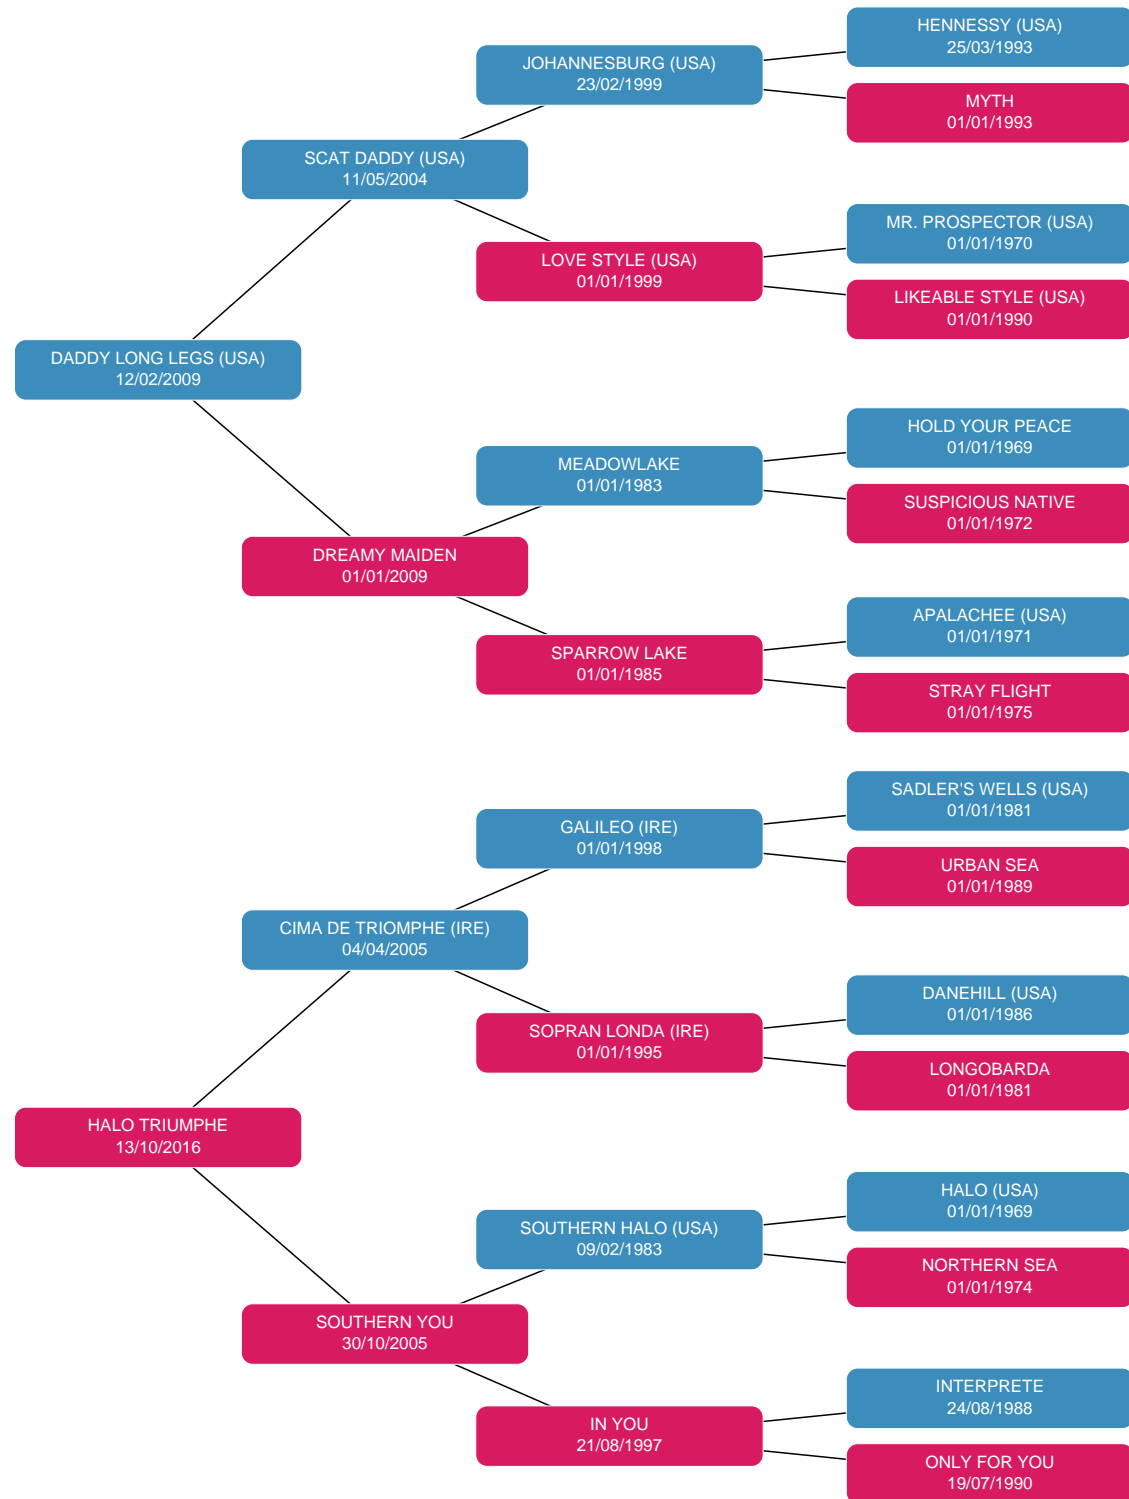 HENNESSY (USA)
25/03/1993
JOHANNESBURG (USA)
23/02/1999
MYTH
01/01/1993
SCAT DADDY (USA)
11/05/2004
MR. PROSPECTOR (USA)
01/01/1970
LOVE STYLE (USA)
01/01/1999
LIKEABLE STYLE (USA)
01/01/1990
DADDY LONG LEGS (USA)
12/02/2009
HOLD YOUR PEACE
01/01/1969
MEADOWLAKE
01/01/1983
SUSPICIOUS NATIVE
01/01/1972
DREAMY MAIDEN
01/01/2009
APALACHEE (USA)
01/01/1971
SPARROW LAKE
01/01/1985
STRAY FLIGHT
01/01/1975
SADLER'S WELLS (USA)
01/01/1981
GALILEO (IRE)
01/01/1998
URBAN SEA
01/01/1989
CIMA DE TRIOMPHE (IRE)
04/04/2005
DANEHILL (USA)
01/01/1986
SOPRAN LONDA (IRE)
01/01/1995
LONGOBARDA
01/01/1981
HALO TRIUMPHE
13/10/2016
HALO (USA)
01/01/1969
SOUTHERN HALO (USA)
09/02/1983
NORTHERN SEA
01/01/1974
SOUTHERN YOU
30/10/2005
INTERPRETE
24/08/1988
IN YOU
21/08/1997
ONLY FOR YOU
19/07/1990